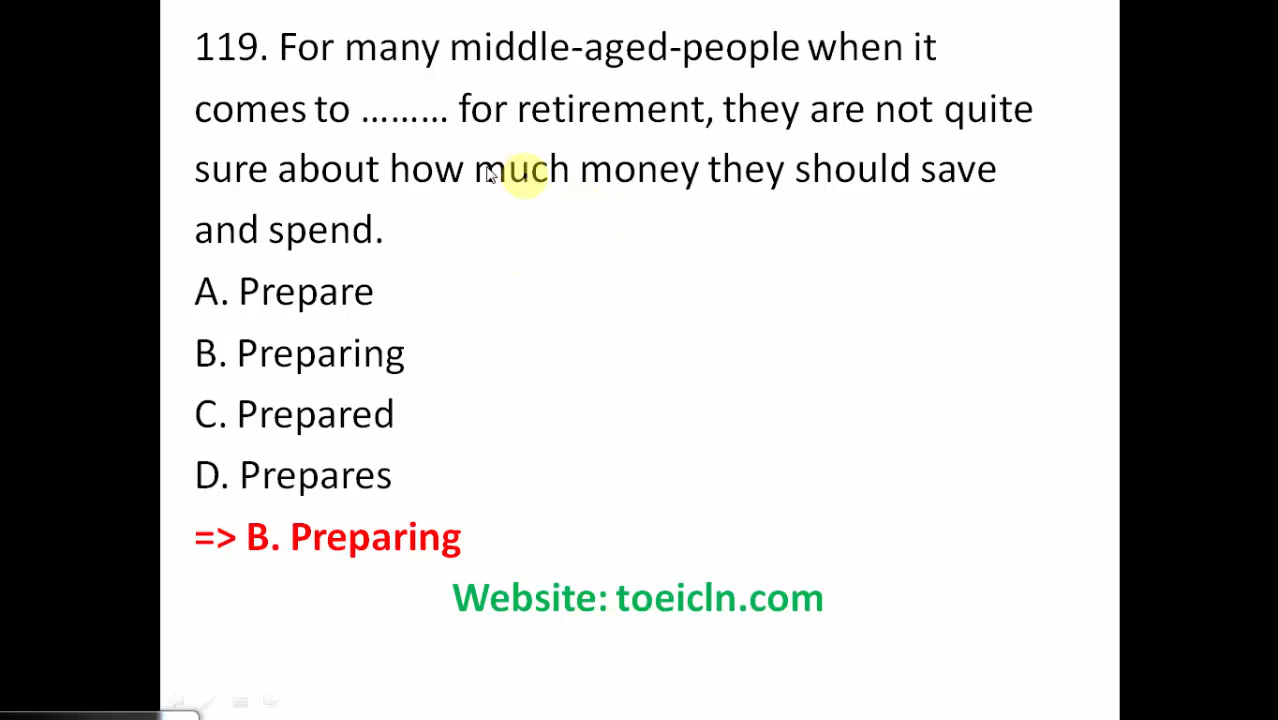 119. For many middle-aged-people when it
comes to ......... for retirement, they are not quite
sure about how much money they should save
and spend.
A. Prepare
B. Preparing
C. Prepared
D. Prepares
=> B. Preparing
Website: toeicln.com